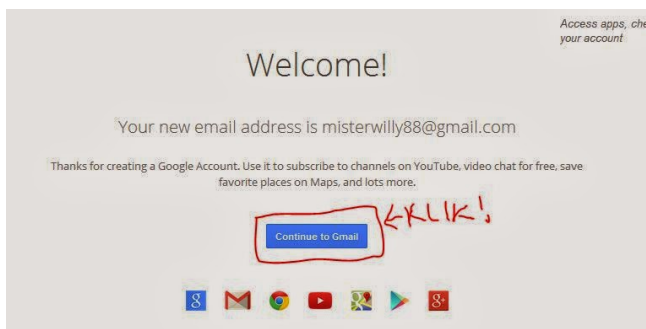 Access apps, che
your account
Welcome!
Your new email address is misterwilly88@gmail.com
Thanks for creating a Google Account. Use it to subscribe to channels on YouTube, video chat for free, save
favorite places on Maps, and lots more.
Continue to Gmail
KLIK!